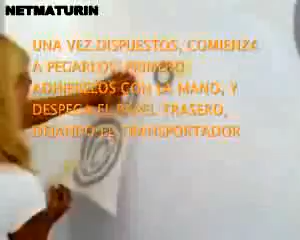 NETMATURIN
UNA VEZ DISPUESTOS, COMIENZA
A PEGARLOS, PRIMERO
ADHIERELOS CON LA MANO, Y
DESPEGA EL PAPEL TRASERO,
DEJANDO EL TRANSPORTADOR